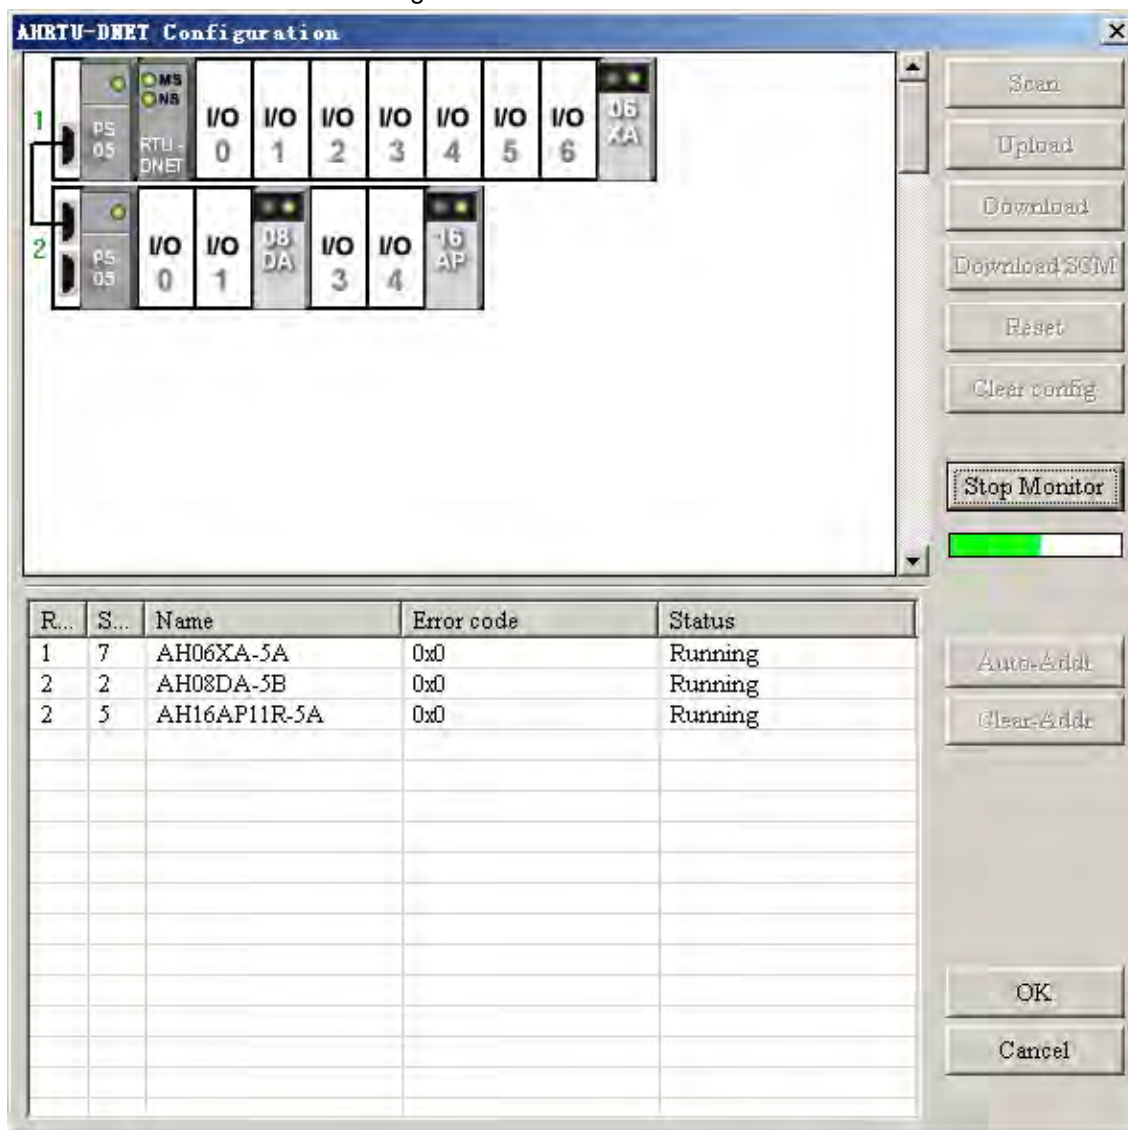 AHRTU-DNET Configuration
1
PS 05
MS
NS
RTU-DNET
I/O 0
I/O 1
I/O 2
I/O 3
I/O 4
I/O 5
I/O 6
06 XA
2
PS 05
I/O 0
I/O 1
08 DA
I/O 3
I/O 4
16 AP
Scan
Upload
Download
Download SCM
Reset
Clear config
Stop Monitor
R... S... Name Error code Status
1 7 AH06XA-5A 0x0 Running
2 2 AH08DA-5B 0x0 Running
2 5 AH16AP11R-5A 0x0 Running
Auto-Addr
Clear-Addr
OK
Cancel